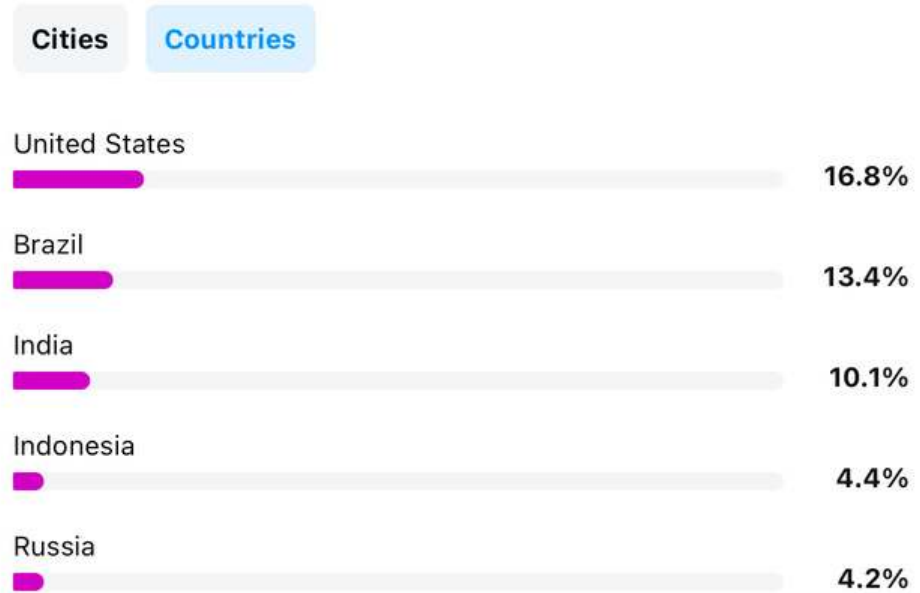 Cities Countries
United States
16.8%
Brazil
13.4%
India
10.1%
Indonesia
4.4%
Russia
4.2%